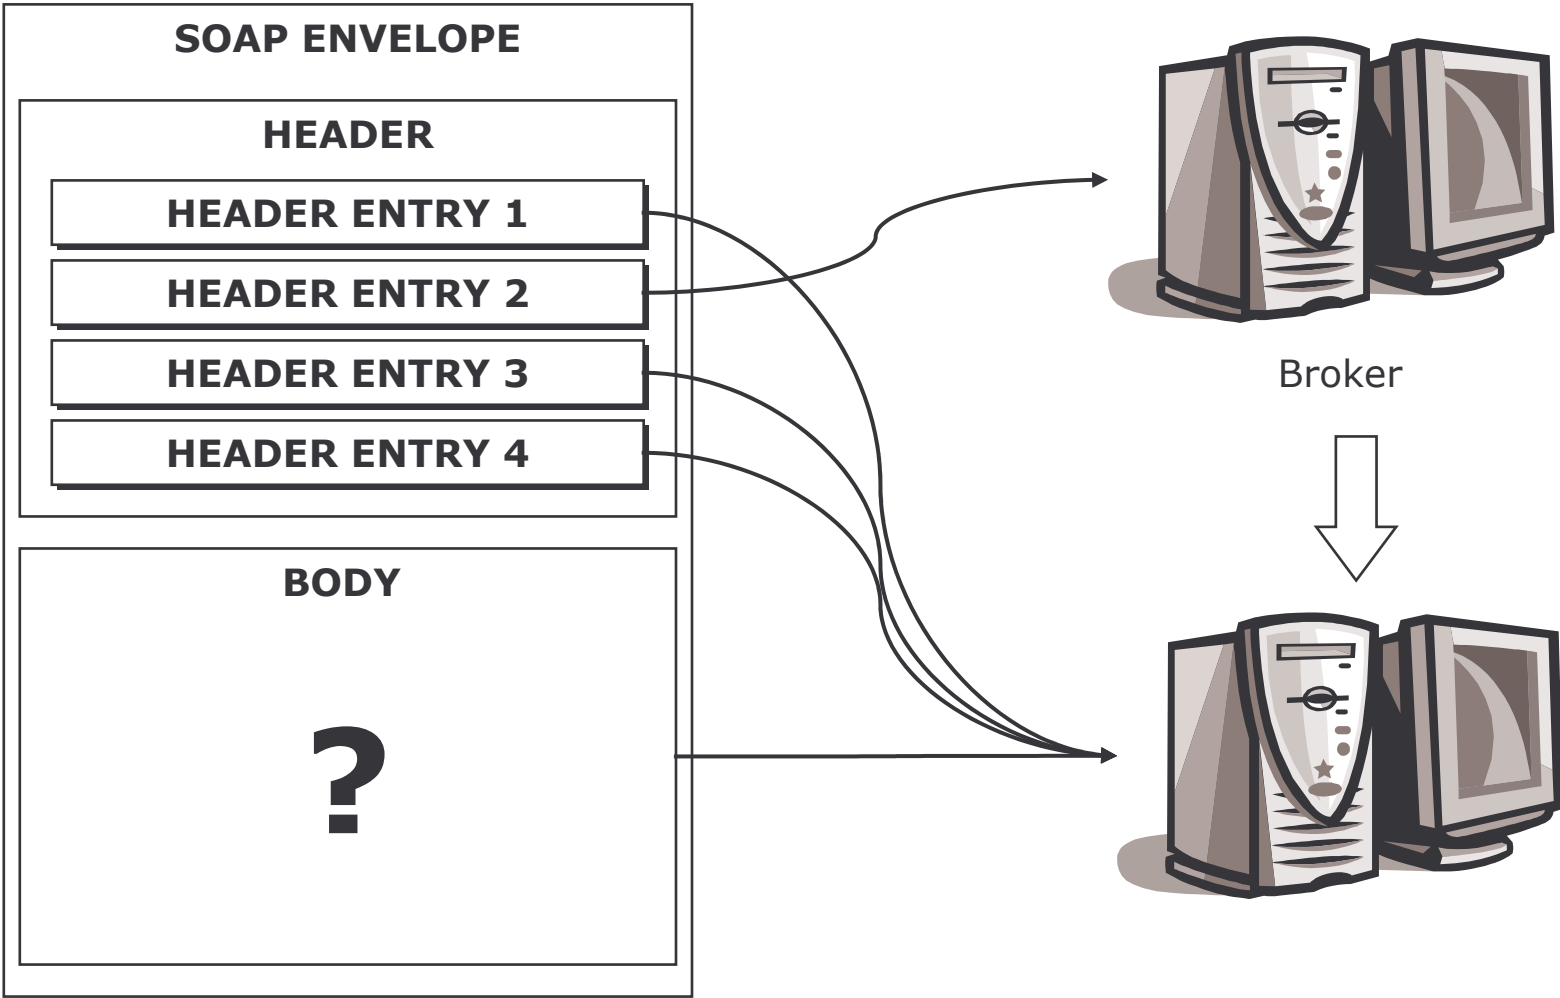 SOAP ENVELOPE
HEADER
HEADER ENTRY 1
HEADER ENTRY 2
HEADER ENTRY 3
HEADER ENTRY 4
BODY
?
Broker